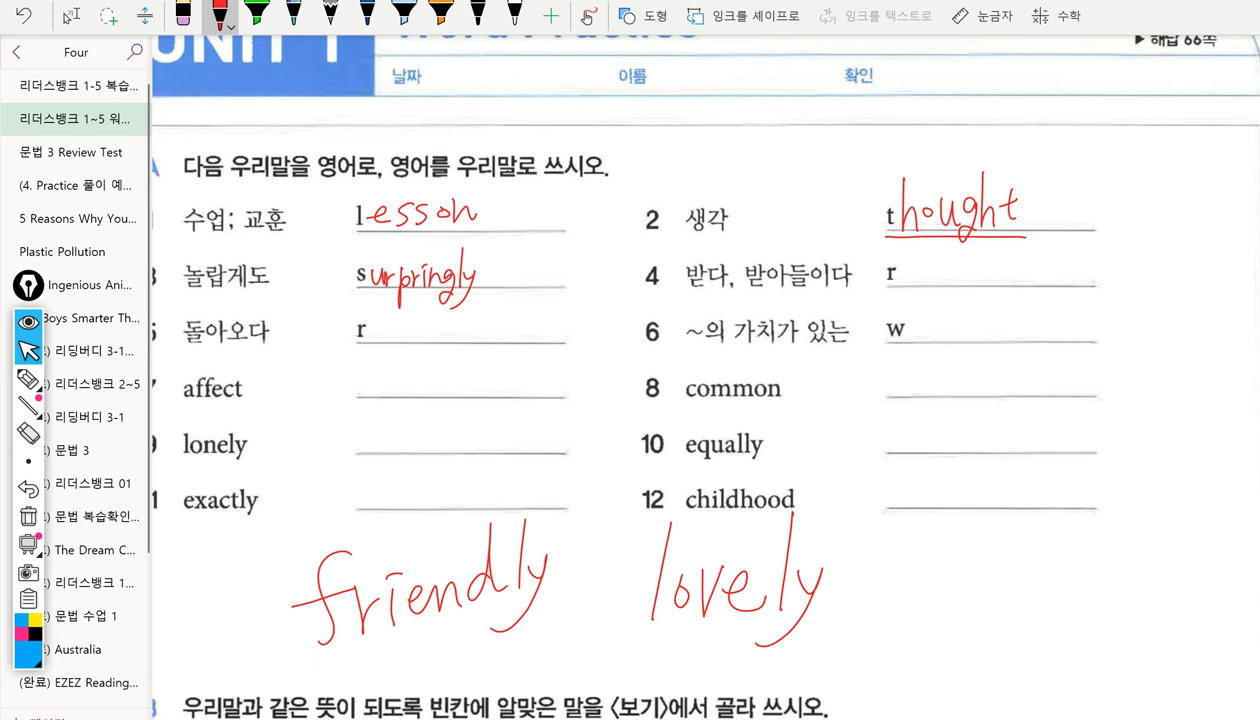 도형 잉크를 셰이프로 잉크를 텍스트로 눈금자 수학
Four
리더스뱅크 1-5 복습...
리더스뱅크 1~5 워...
문법 3 Review Test
(4. Practice 풀이 예...
5 Reasons Why You...
Plastic Pollution
Ingenious Ani...
Boys Smarter Th...
리딩버디 3-1...
리더스뱅크 2~5
리딩버디 3-1
문법 3
리더스뱅크 01
문법 복습확인...
The Dream C...
리더스뱅크 1...
문법 수업 1
Australia
(완료) EZEZ Reading...
UNIT 1
▶ 해답 66쪽
날짜 이름 확인
다음 우리말을 영어로, 영어를 우리말로 쓰시오.
수업; 교훈 lesson 2 생각 thought
놀랍게도 surpringly 4 받다, 받아들이다 r
돌아오다 r 6 ~의 가치가 있는 w
affect 8 common
lonely 10 equally
exactly 12 childhood
friendly lovely
우리말과 같은 뜻이 되도록 빈칸에 알맞은 말을 <보기>에서 골라 쓰시오.